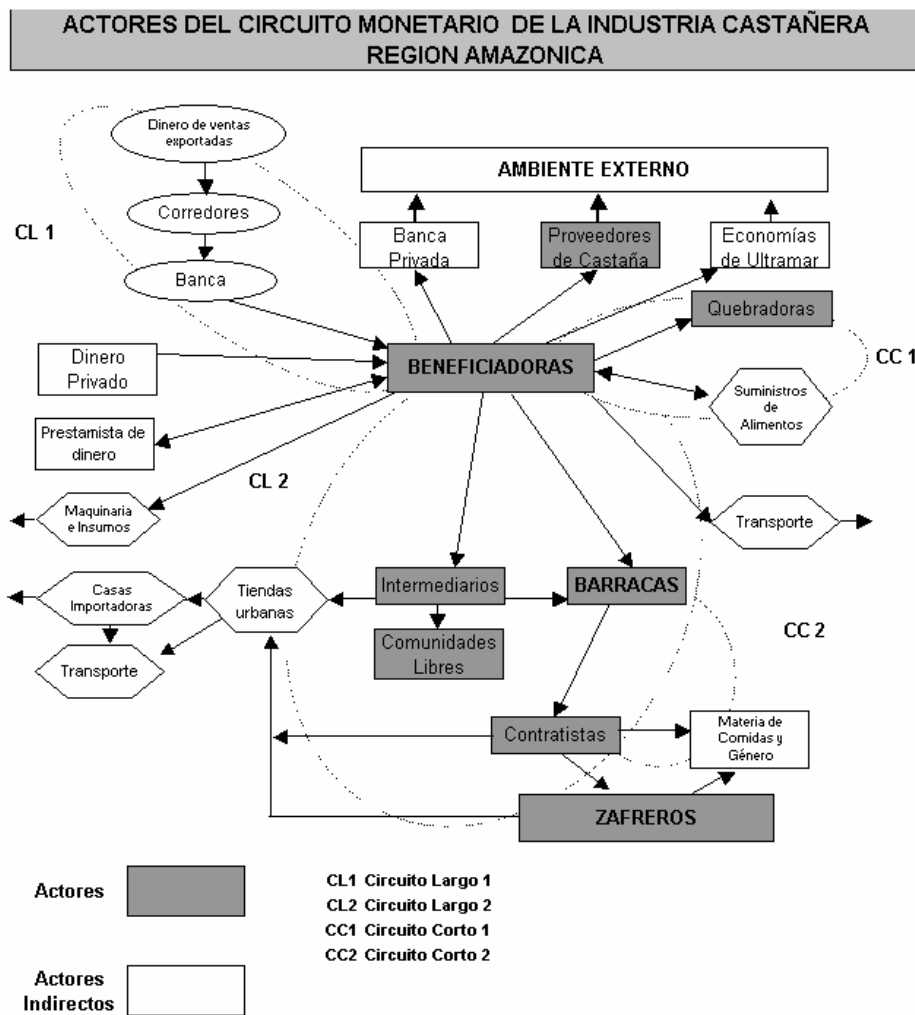 ACTORES DEL CIRCUITO MONETARIO DE LA INDUSTRIA CASTAÑERA
REGION AMAZONICA
Dinero de ventas
exportadas
AMBIENTE EXTERNO
Corredores
CL 1
Banca
Privada
Proveedores
de Castaña
Economías
de Ultramar
Banca
Quebradoras
Dinero
Privado
BENEFICIADORAS
CC 1
Suministros
de
Alimentos
Prestamista de
dinero
CL 2
Maquinaria
e Insumos
Transporte
Casas
Importadoras
Tiendas
urbanas
Intermediarios
BARRACAS
Comunidades
Libres
CC 2
Transporte
Contratistas
Materia de
Comidas y
Género
ZAFREROS
Actores
CL1 Circuito Largo 1
CL2 Circuito Largo 2
CC1 Circuito Corto 1
CC2 Circuito Corto 2
Actores
Indirectos